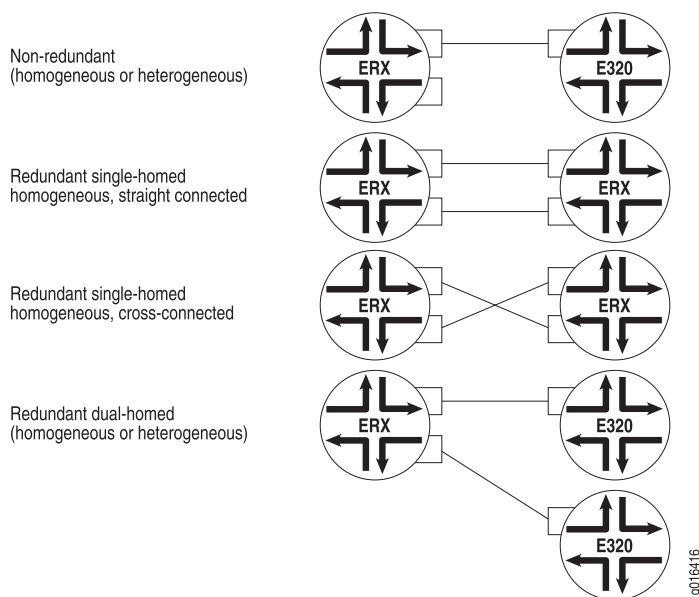 Non-redundant
(homogeneous or heterogeneous)
ERX
E320
Redundant single-homed
homogeneous, straight connected
ERX
ERX
Redundant single-homed
homogeneous, cross-connected
ERX
ERX
Redundant dual-homed
(homogeneous or heterogeneous)
ERX
E320
E320
g016416